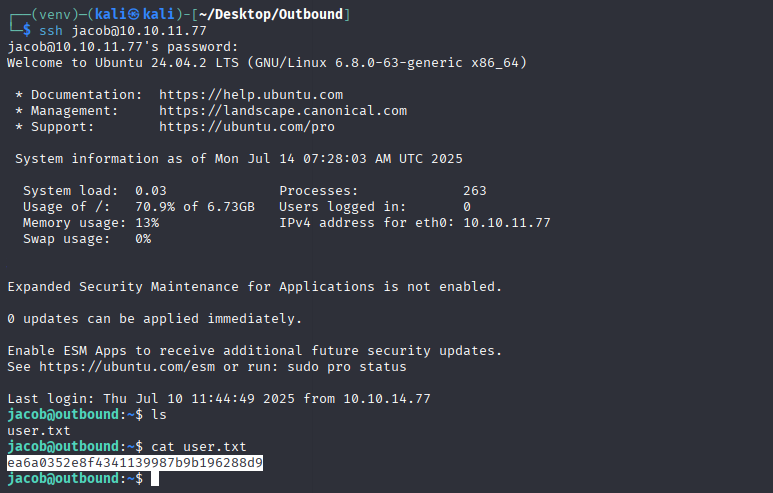 ┌──(venv)─(kali㉿kali)-[~/Desktop/Outbound]
└─$ ssh jacob@10.10.11.77
jacob@10.10.11.77's password:
Welcome to Ubuntu 24.04.2 LTS (GNU/Linux 6.8.0-63-generic x86_64)
* Documentation:  https://help.ubuntu.com
* Management:     https://landscape.canonical.com
* Support:        https://ubuntu.com/pro
System information as of Mon Jul 14 07:28:03 AM UTC 2025
System load:  0.03              Processes:             263
Usage of /:   70.9% of 6.73GB   Users logged in:       0
Memory usage: 13%               IPv4 address for eth0: 10.10.11.77
Swap usage:   0%
Expanded Security Maintenance for Applications is not enabled.
0 updates can be applied immediately.
Enable ESM Apps to receive additional future security updates.
See https://ubuntu.com/esm or run: sudo pro status
Last login: Thu Jul 10 11:44:49 2025 from 10.10.14.77
jacob@outbound:~$ ls
user.txt
jacob@outbound:~$ cat user.txt
ea6a0352e8f4341139987b9b196288d9
jacob@outbound:~$